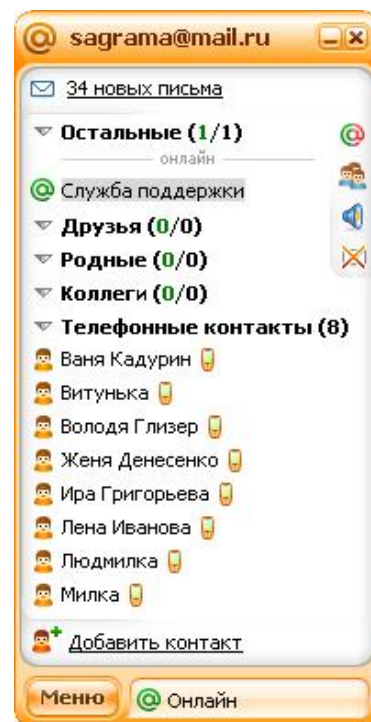 @ sagrama@mail.ru
34 новых письма
Остальные (1/1)
онлайн
@ Служба поддержки
Друзья (0/0)
Родные (0/0)
Коллеги (0/0)
Телефонные контакты (8)
Ваня Кадурин
Витунька
Володя Глизер
Женя Денесенко
Ира Григорьева
Лена Иванова
Людмилка
Милка
Добавить контакт
Меню @ Онлайн